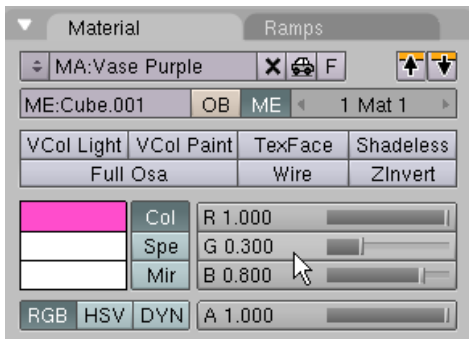 Material Ramps
MA:Vase Purple F
ME:Cube.001 OB ME 1 Mat 1
VCol Light VCol Paint TexFace Shadeless
Full Osa Wire ZInvert
Col R 1.000
Spe G 0.300
Mir B 0.800
RGB HSV DYN A 1.000